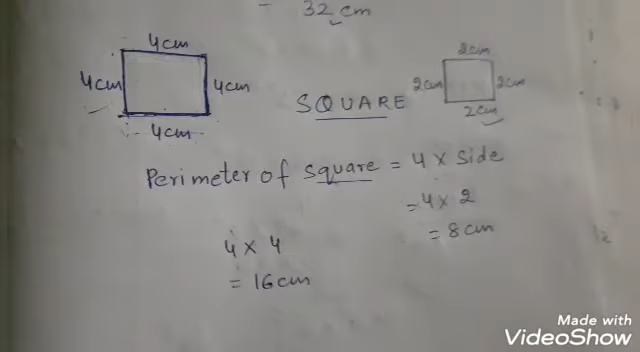 = 32 cm
4cm
2cm
4cm
4cm
2cm
2cm
SQUARE
2cm
4cm
Perimeter of square = 4 × side
= 4 × 2
= 8 cm
4 × 4
= 16cm
Made with
VideoShow